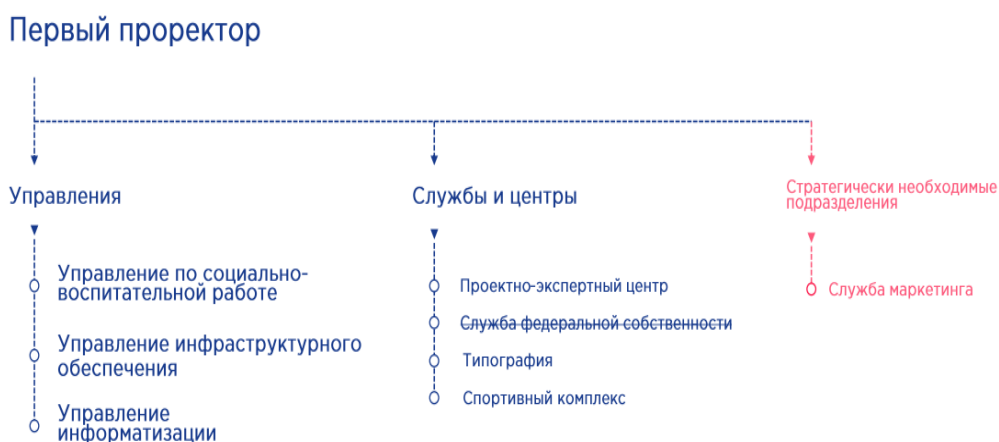 Первый проректор
Управления
Управление по социально-
воспитательной работе
Управление инфраструктурного
обеспечения
Управление
информатизации
Службы и центры
Проектно-экспертный центр
Служба федеральной собственности
Типография
Спортивный комплекс
Стратегически необходимые
подразделения
Служба маркетинга